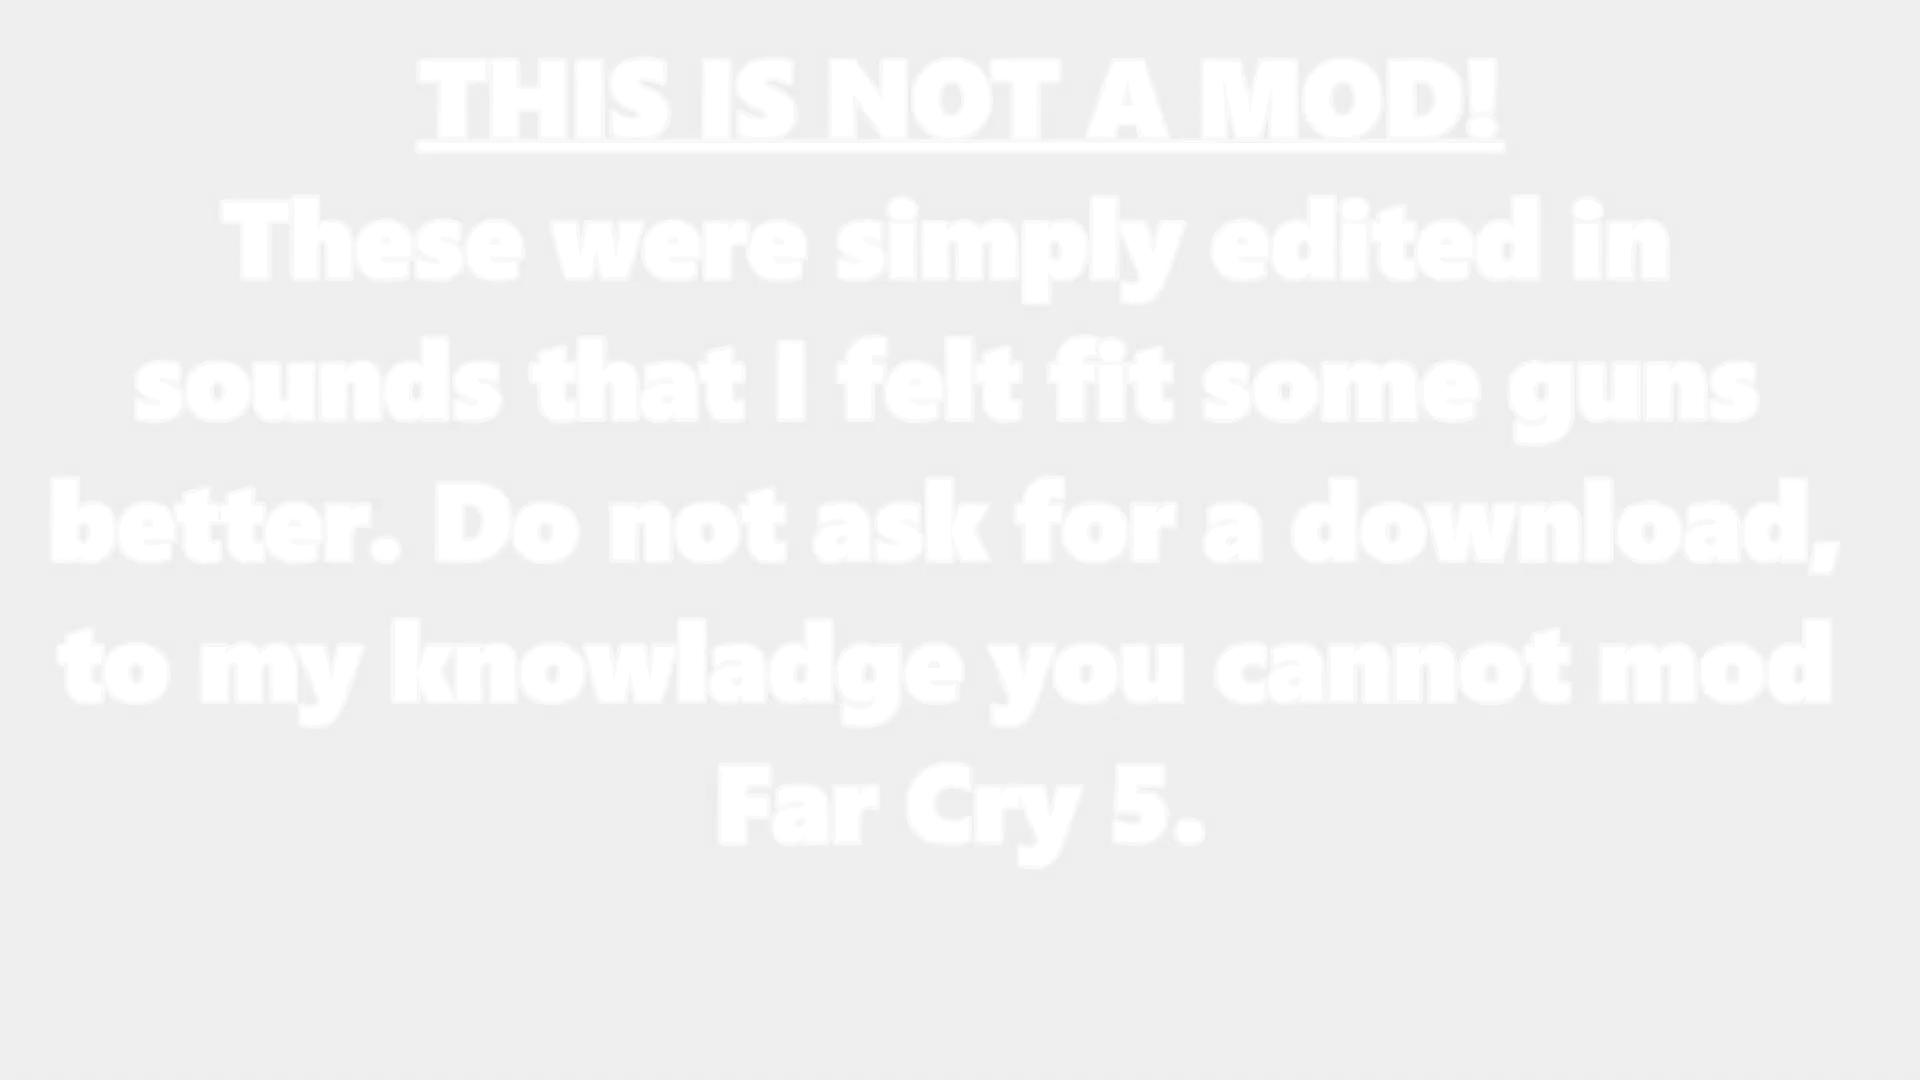 THIS IS NOT A MOD!
These were simply edited in
sounds that I felt fit some guns
better. Do not ask for a download,
to my knowladge you cannot mod
Far Cry 5.